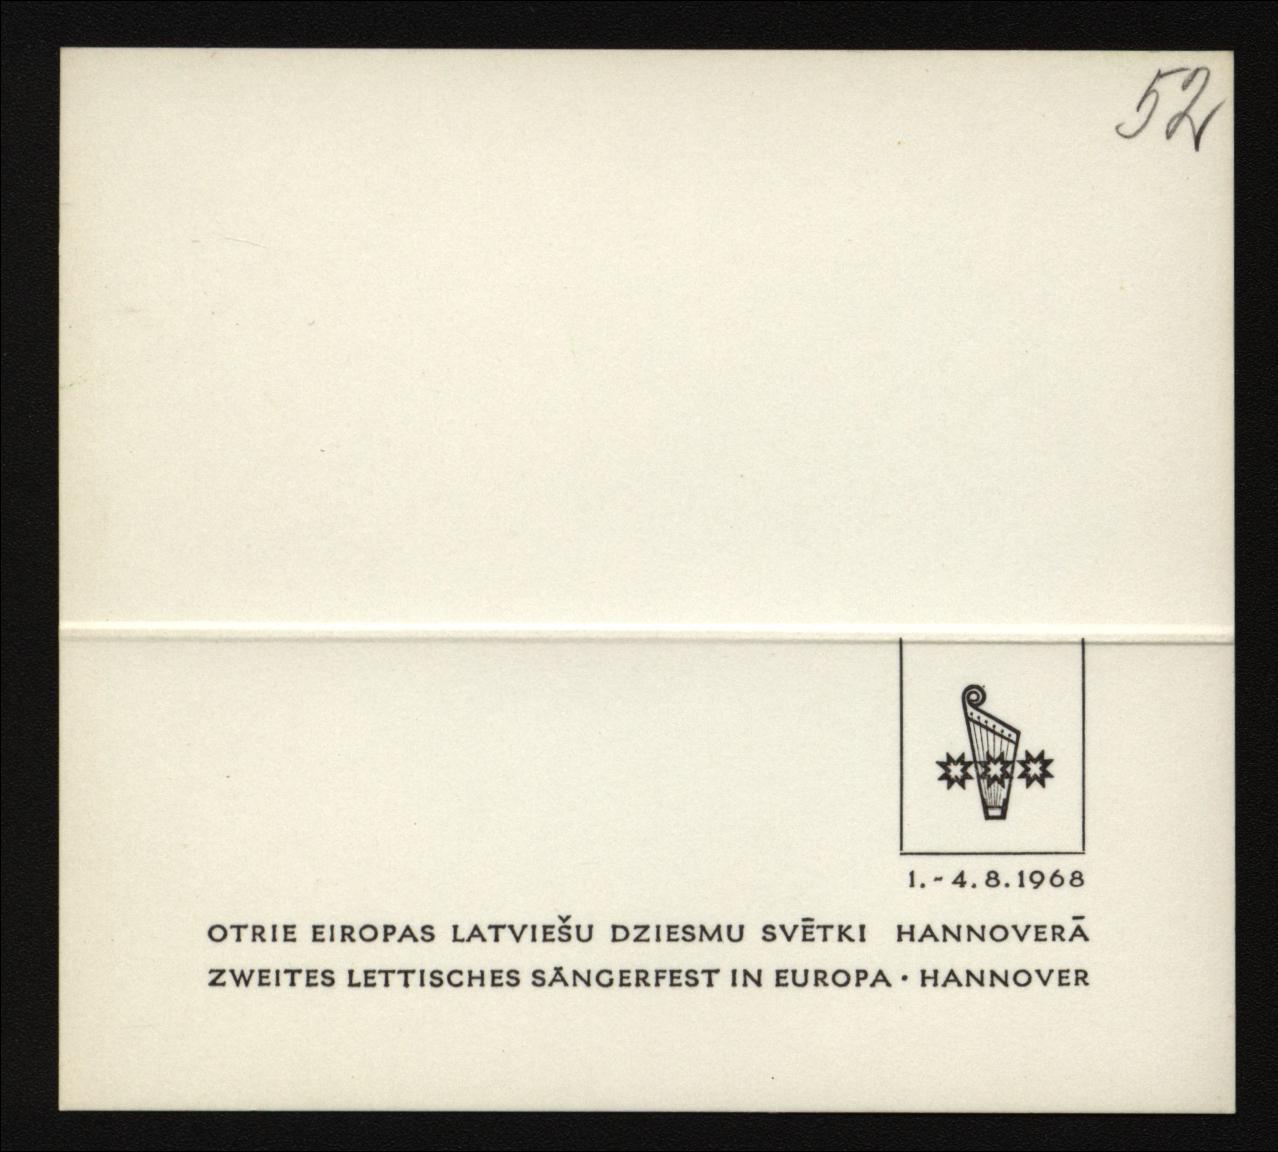 52
1.-4.8.1968
OTRIE EIROPAS LATVIEŠU DZIESMU SVĒTKI HANNOVERĀ
ZWEITES LETTISCHES SÄNGERFEST IN EUROPA · HANNOVER